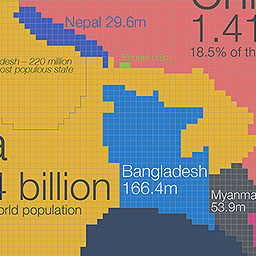 Chi
Nepal 29.6m
1.41
18.5% of th
desh – 220 million
ost populous state
a
4 billion
orld population
Bangladesh
166.4m
Myanma
53.9m